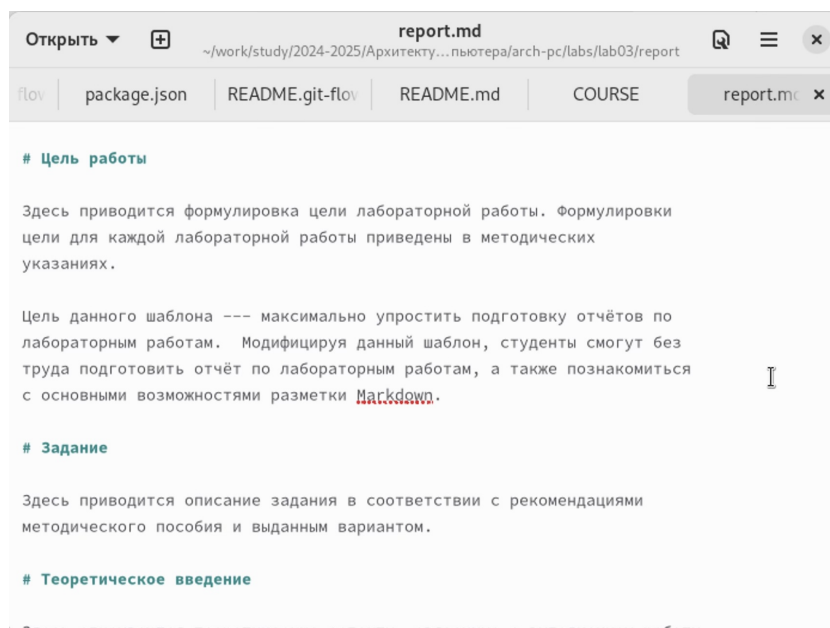 Открыть
report.md
~/work/study/2024-2025/Архитекту…пьютера/arch-pc/labs/lab03/report
flow package.json README.git-flow README.md COURSE report.md
# Цель работы
Здесь приводится формулировка цели лабораторной работы. Формулировки
цели для каждой лабораторной работы приведены в методических
указаниях.
Цель данного шаблона --- максимально упростить подготовку отчётов по
лабораторным работам.  Модифицируя данный шаблон, студенты смогут без
труда подготовить отчёт по лабораторным работам, а также познакомиться
с основными возможностями разметки Markdown.
# Задание
Здесь приводится описание задания в соответствии с рекомендациями
методического пособия и выданным вариантом.
# Теоретическое введение